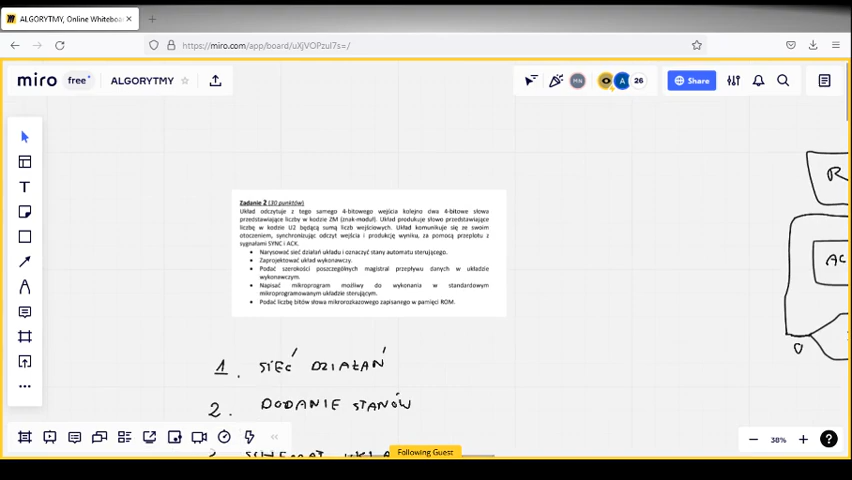 ALGORYTMY, Online Whiteboa
https://miro.com/app/board/uXjVOPzul7s=/
miro free ALGORYTMY MN A 26 Share
Zadanie 2 (30 punktów)
Układ odczytuje z tego samego 4-bitowego wejścia kolejno dwa 4-bitowe słowa
przedstawiające liczby w kodzie ZM (znak-moduł). Układ produkuje słowo przedstawiające
liczbę w kodzie U2 będącą sumą liczb wejściowych. Układ komunikuje się ze swoim
otoczeniem, synchronizując odczyt wejścia i produkcję wyniku, za pomocą przeplotu z
sygnałami SYNC i ACK.
• Narysować sieć działań układu i oznaczyć stany automatu sterującego.
• Zaprojektować układ wykonawczy.
• Podać szerokości poszczególnych magistral przepływu danych w układzie
wykonawczym.
• Napisać mikroprogram możliwy do wykonania w standardowym
mikroprogramowanym układzie sterującym.
• Podać liczbę bitów słowa mikrorozkazowego zapisanego w pamięci ROM.
R
AC
0
1. SIEĆ DZIAŁAŃ
2. DODANIE STANÓW
Following Guest
38%